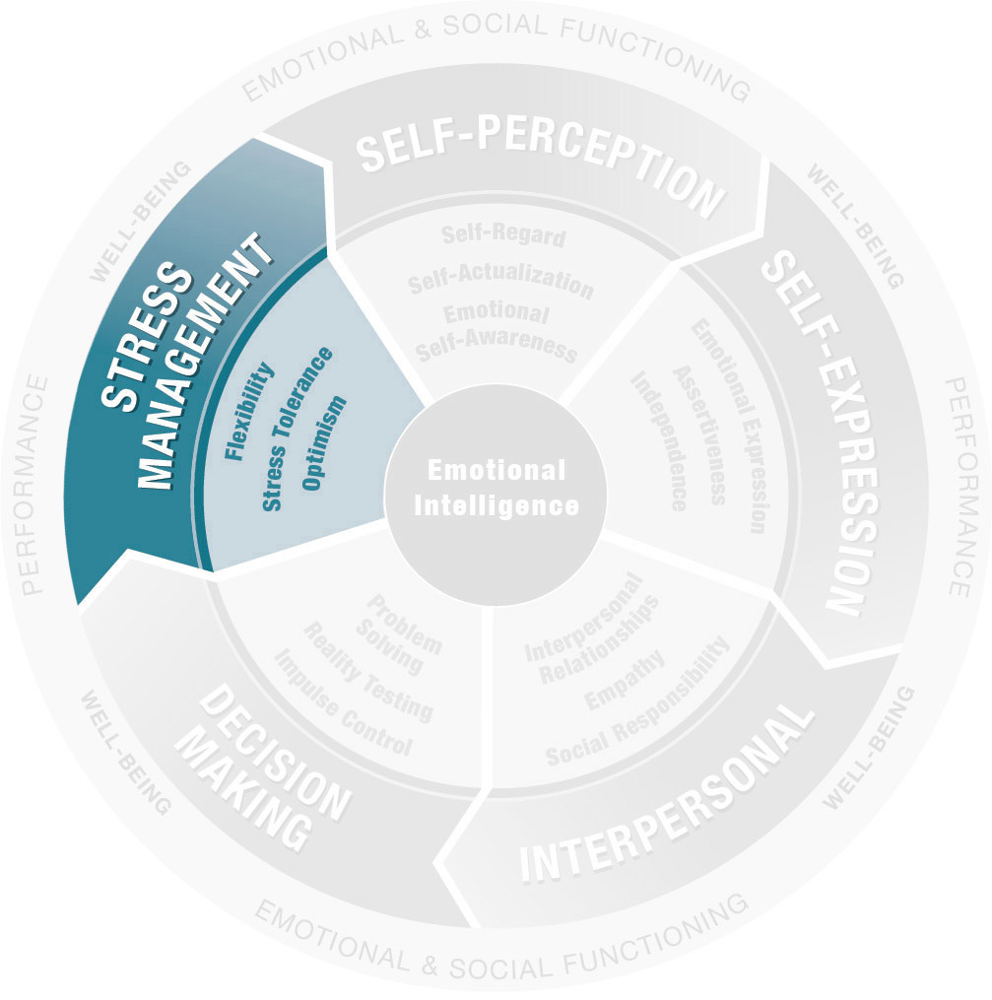 EMOTIONAL & SOCIAL FUNCTIONING
WELL-BEING
WELL-BEING
PERFORMANCE
PERFORMANCE
SELF-PERCEPTION
Self-Regard
Self-Actualization
Emotional
Self-Awareness
SELF-EXPRESSION
Emotional Expression
Assertiveness
Independence
STRESS
MANAGEMENT
Flexibility
Stress Tolerance
Optimism
Emotional
Intelligence
Interpersonal
Relationships
Empathy
Social Responsibility
INTERPERSONAL
Problem
Solving
Reality Testing
Impulse Control
DECISION
MAKING
WELL-BEING
WELL-BEING
EMOTIONAL & SOCIAL FUNCTIONING